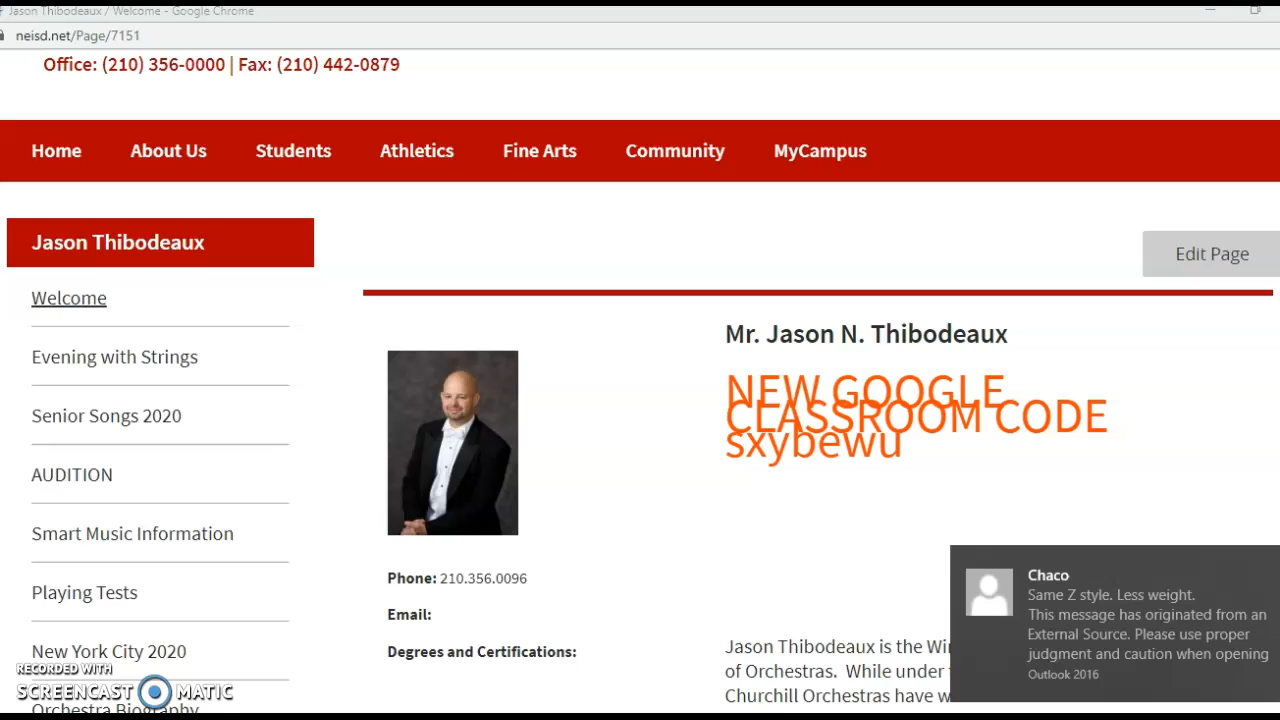 Jason Thibodeaux / Welcome - Google Chrome
neisd.net/Page/7151
Office: (210) 356-0000 | Fax: (210) 442-0879
Home About Us Students Athletics Fine Arts Community MyCampus
Jason Thibodeaux
Edit Page
Welcome
Evening with Strings
Senior Songs 2020
AUDITION
Smart Music Information
Playing Tests
New York City 2020
Orchestra Biography
Mr. Jason N. Thibodeaux
NEW GOOGLE
CLASSROOM CODE
sxybewu
Phone: 210.356.0096
Email:
Degrees and Certifications:
Jason Thibodeaux is the
of Orchestras. While under
Churchill Orchestras have
Chaco
Same Z style. Less weight.
This message has originated from an
External Source. Please use proper
judgment and caution when opening
Outlook 2016
RECORDED WITH
SCREENCAST MATIC